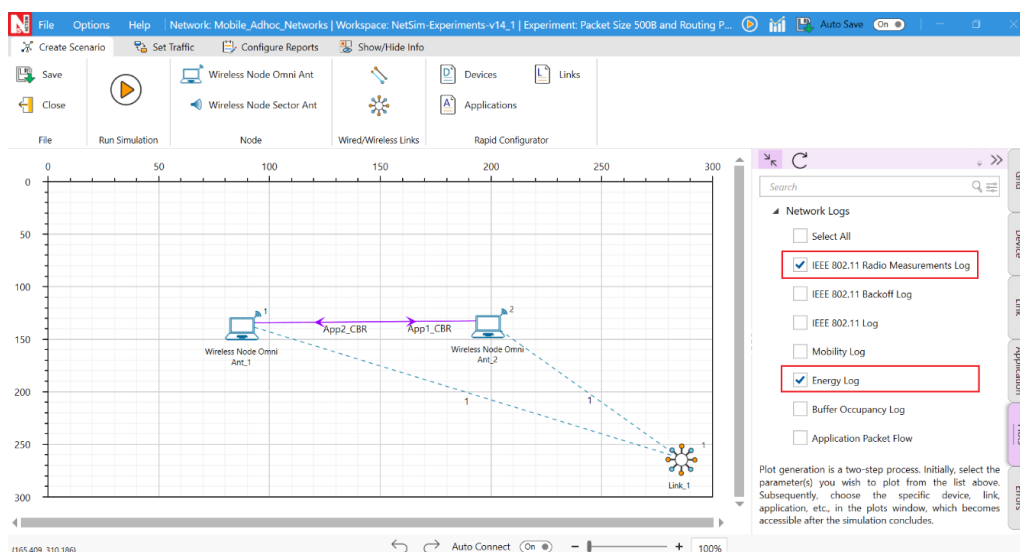 N File Options Help Network: Mobile_Adhoc_Networks | Workspace: NetSim-Experiments-v14_1 | Experiment: Packet Size 500B and Routing P... Auto Save On
Create Scenario Set Traffic Configure Reports Show/Hide Info
Save Wireless Node Omni Ant D Devices L Links
Close Wireless Node Sector Ant A Applications
File Run Simulation Node Wired/Wireless Links Rapid Configurator
0 50 100 150 200 250 300
0
50
100
150
200
250
300
1
2
App2_CBR App1_CBR
Wireless Node Omni
Ant_1
Wireless Node Omni
Ant_2
1
1
1
Link_1
Search
Network Logs
Select All
IEEE 802.11 Radio Measurements Log
IEEE 802.11 Backoff Log
IEEE 802.11 Log
Mobility Log
Energy Log
Buffer Occupancy Log
Application Packet Flow
Plot generation is a two-step process. Initially, select the
parameter(s) you wish to plot from the list above.
Subsequently, choose the specific device, link,
application, etc., in the plots window, which becomes
accessible after the simulation concludes.
Grid
Device
Link
Application
Plots
Errors
(165.409, 310.186)
Auto Connect On 100%